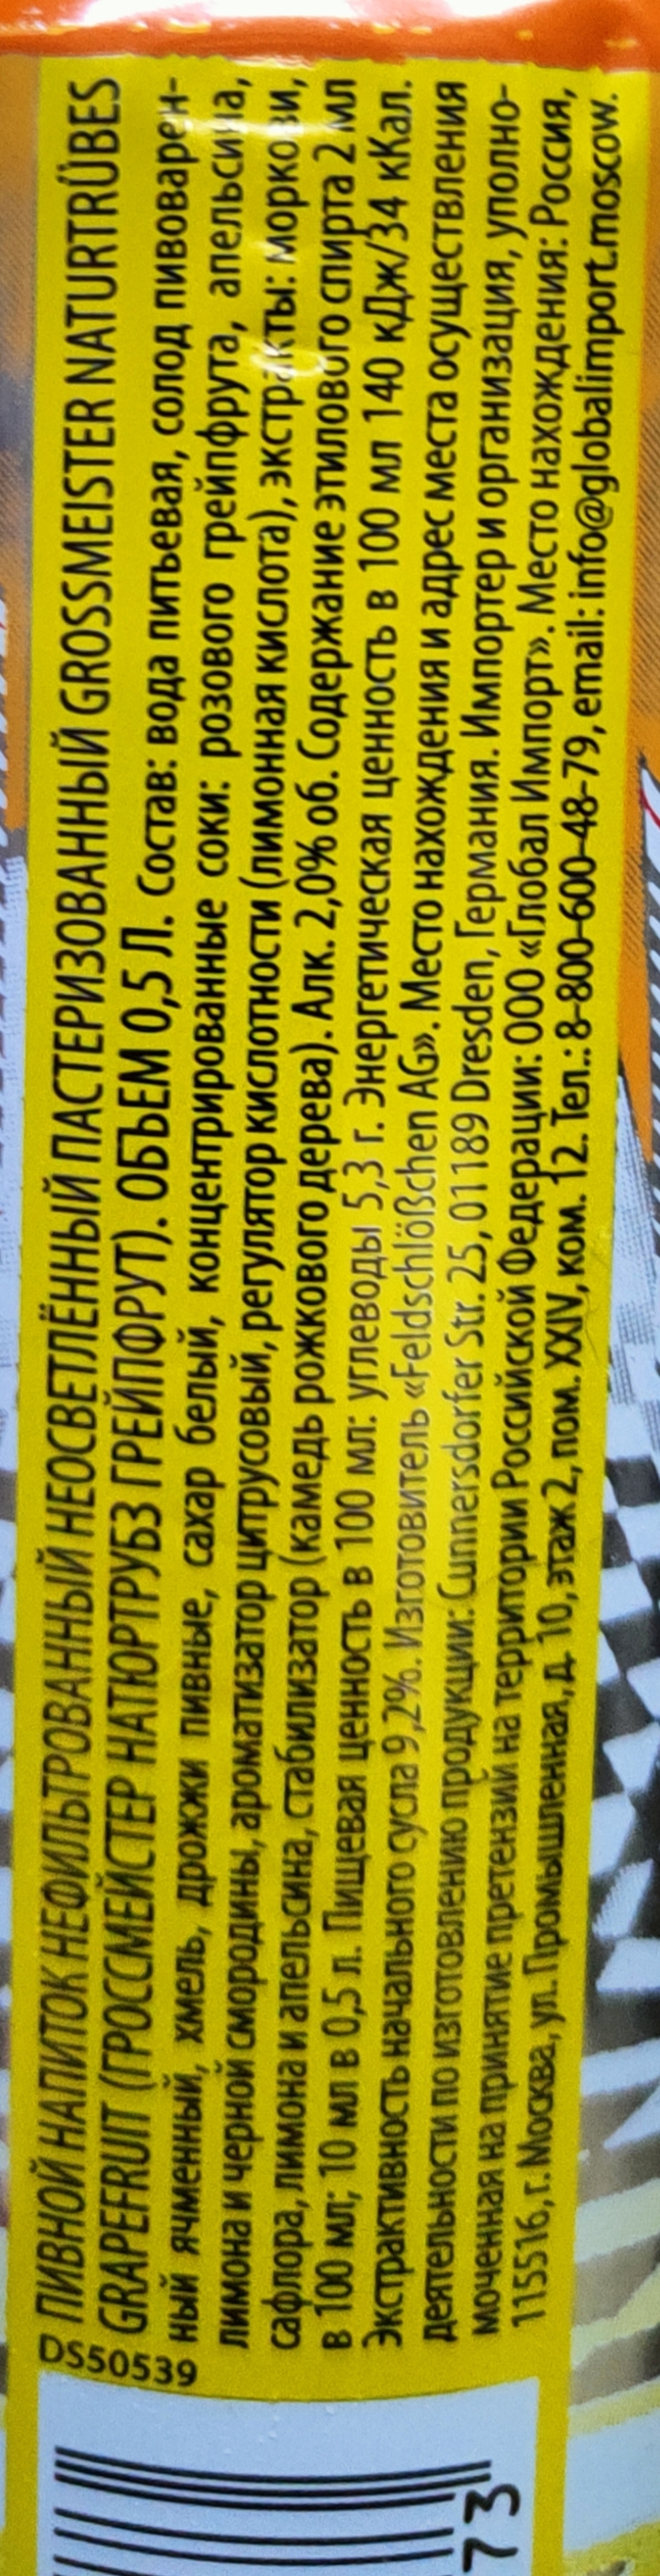 ПИВНОЙ НАПИТОК НЕФИЛЬТРОВАННЫЙ НЕОСВЕТЛЁННЫЙ ПАСТЕРИЗОВАННЫЙ GROSSMEISTER NATURTRÜBES
GRAPEFRUIT (ГРОССМЕЙСТЕР НАТЮРТРУБЗ ГРЕЙПФРУТ). ОБЪЕМ 0,5 Л. Состав: вода питьевая, солод пивоварен-
ный ячменный, хмель, дрожжи пивные, сахар белый, концентрированные соки: розового грейпфрута, апельсина,
лимона и черной смородины, ароматизатор цитрусовый, регулятор кислотности (лимонная кислота), экстракты: моркови,
сафлора, лимона и апельсина, стабилизатор (камедь рожкового дерева). Алк. 2,0% об. Содержание этилового спирта 2 мл
в 100 мл; 10 мл в 0,5 л. Пищевая ценность в 100 мл: углеводы 5,3 г. Энергетическая ценность в 100 мл 140 кДж/34 кКал.
Экстрактивность начального сусла 9,2%. Изготовитель «Feldschlößchen AG». Место нахождения и адрес места осуществления
деятельности по изготовлению продукции: Cunnersdorfer Str. 25, 01189 Dresden, Германия. Импортер и организация, уполно-
моченная на принятие претензий на территории Российской Федерации: ООО «Глобал Импорт». Место нахождения: Россия,
115516, г. Москва, ул. Промышленная, д. 10, этаж 2, пом. XXIV, ком. 12. Тел.: 8-800-600-48-79, email: info@globalimport.moscow.
DS50539
73